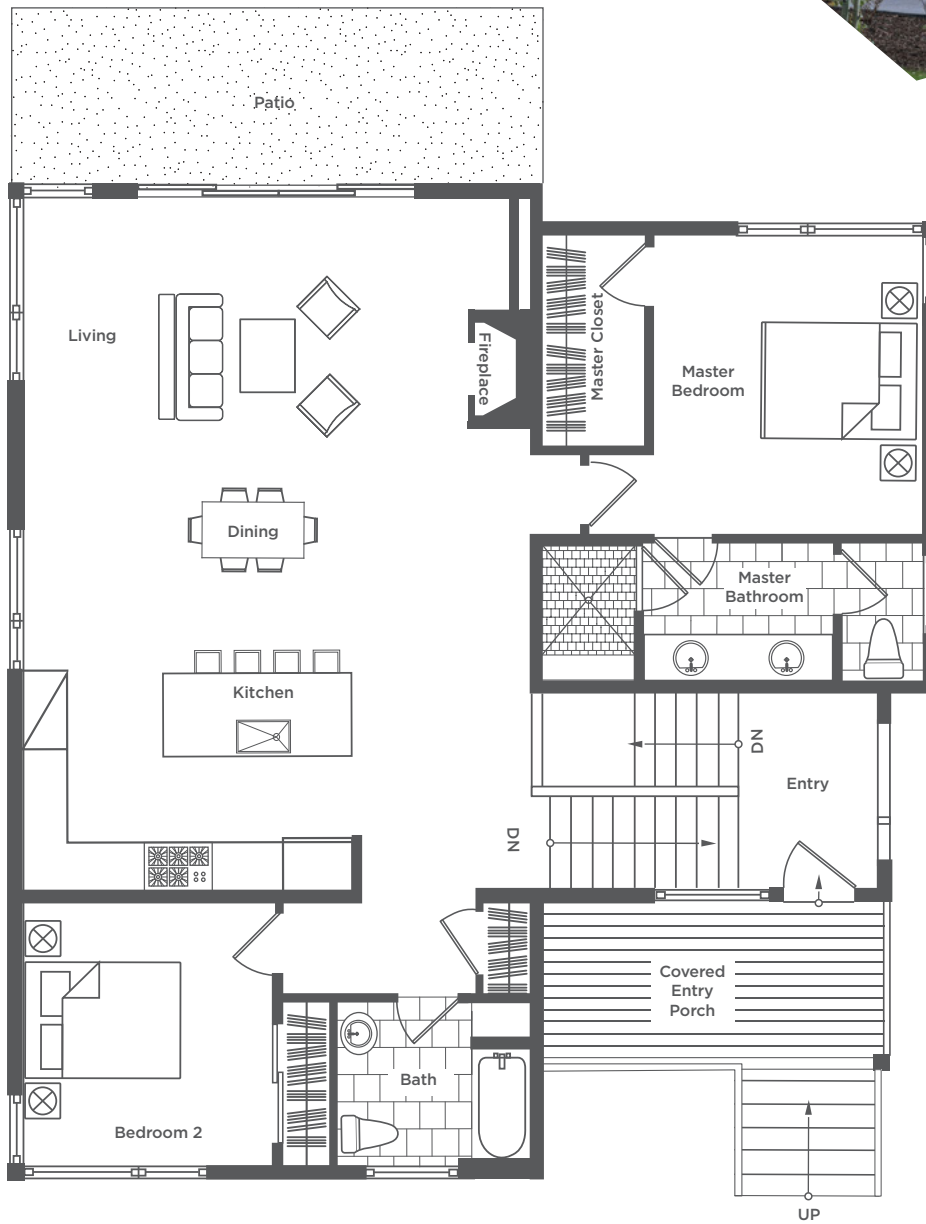 Patio
Living
Fireplace
Master Closet
Master
Bedroom
Dining
Master
Bathroom
Kitchen
DN
Entry
DN
Covered
Entry
Porch
Bath
Bedroom 2
UP